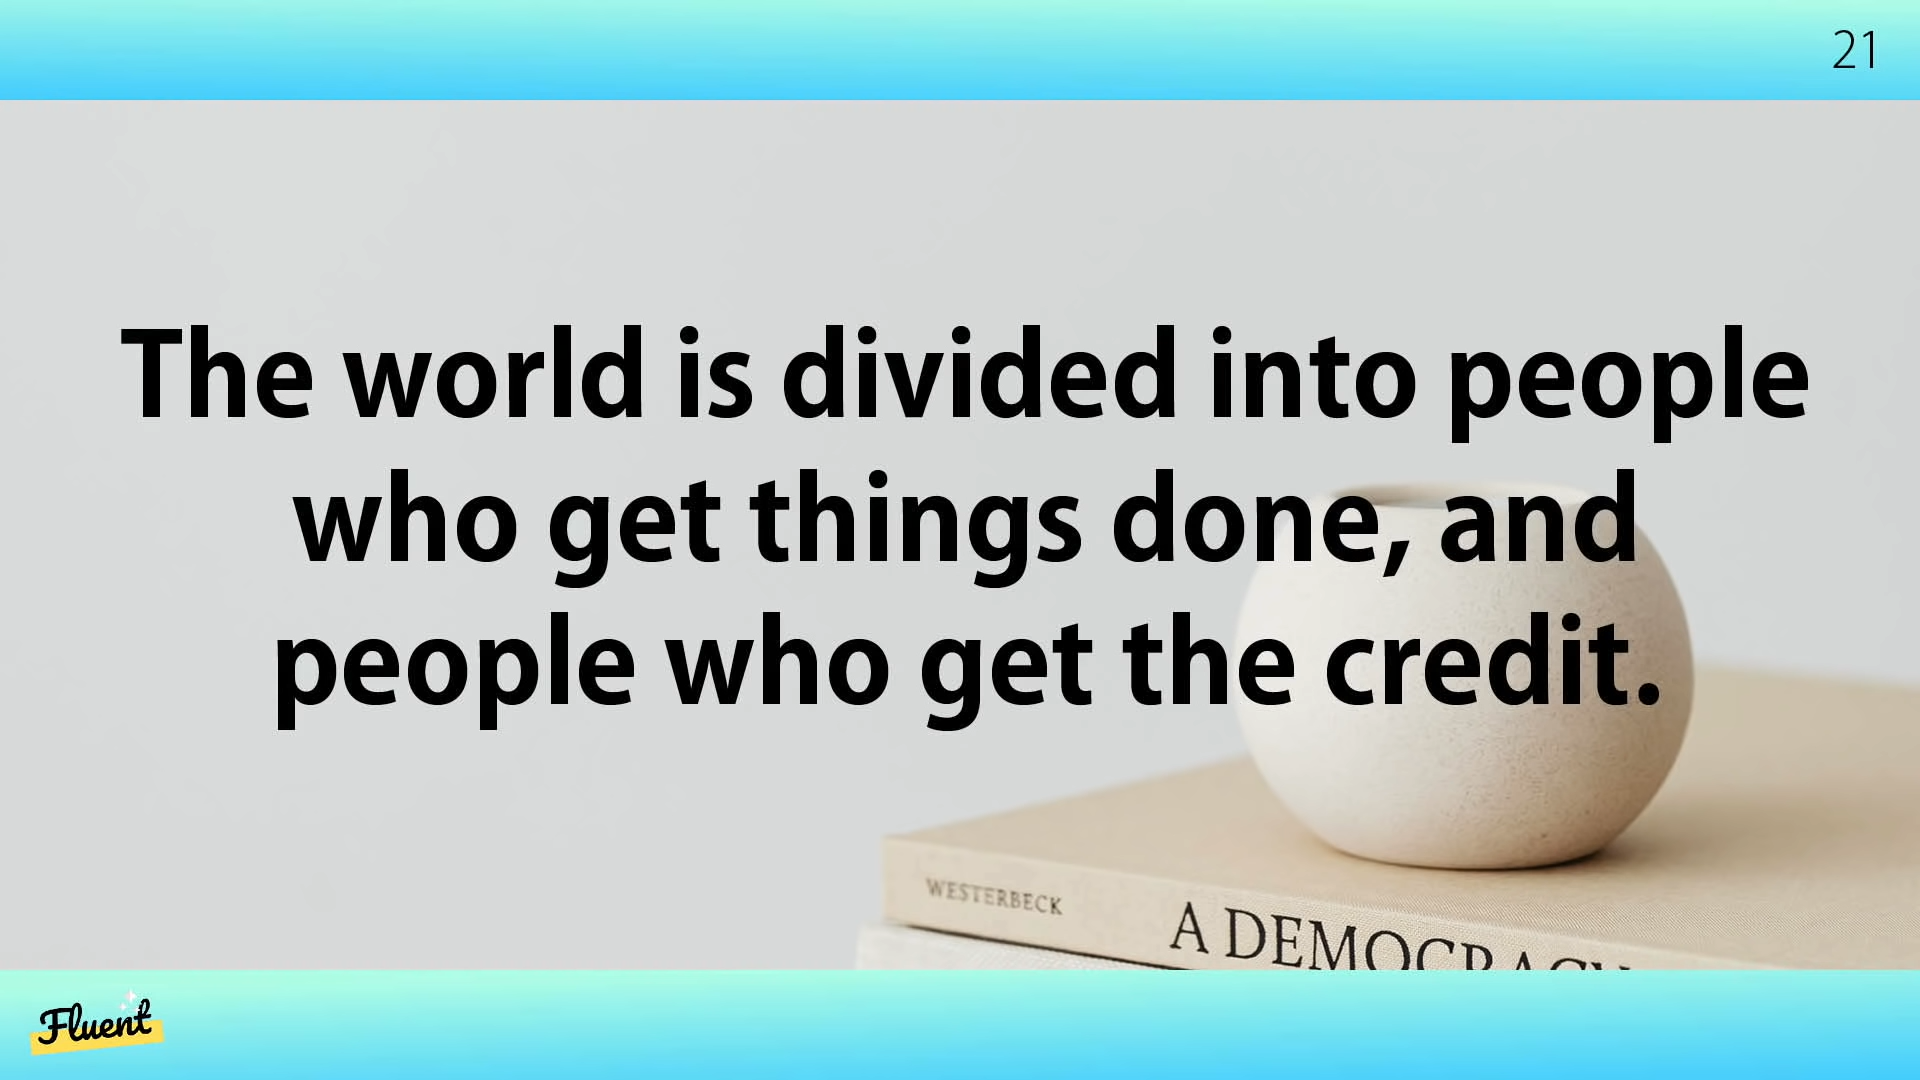 21
The world is divided into people
who get things done, and
people who get the credit.
WESTERBECK
A DEMOCRACY
Fluent